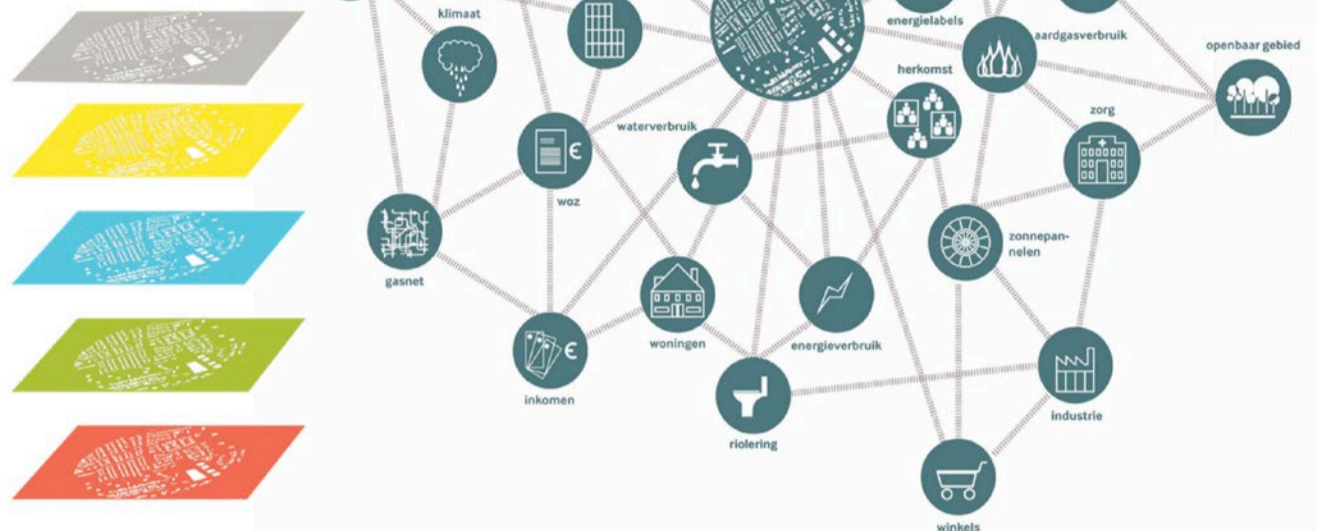 klimaat
energielabels
aardgasverbruik
openbaar gebied
herkomst
zorg
waterverbruik
€
woz
zonnepan-
nelen
gasnet
woningen
energieverbruik
€
inkomen
industrie
riolering
winkels